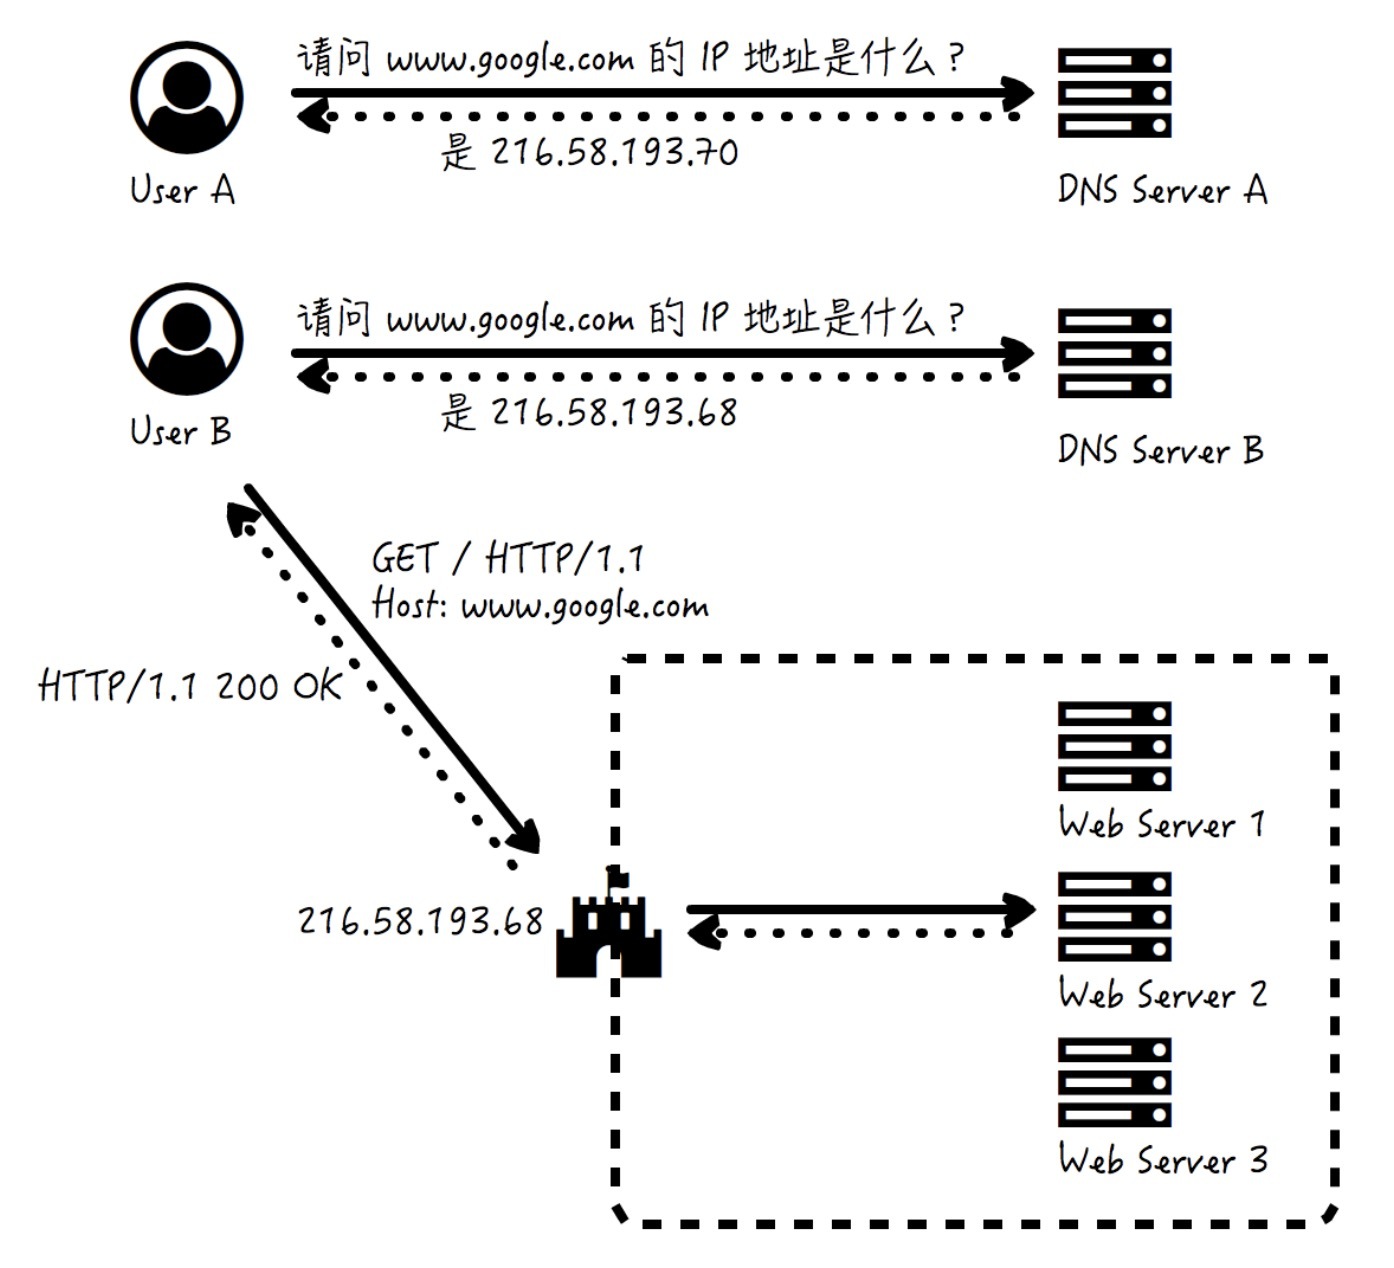 请问 www.google.com 的 IP 地址是什么？
是 216.58.193.70
User A
DNS Server A
请问 www.google.com 的 IP 地址是什么？
是 216.58.193.68
User B
DNS Server B
GET / HTTP/1.1
Host: www.google.com
HTTP/1.1 200 OK
216.58.193.68
Web Server 1
Web Server 2
Web Server 3